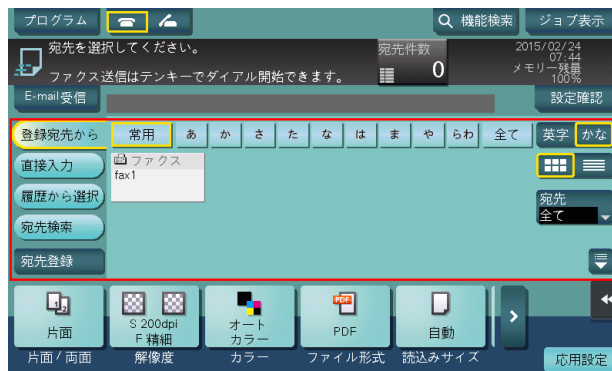 プログラム
機能検索
ジョブ表示
宛先を選択してください。
ファクス送信はテンキーでダイアル開始できます。
宛先件数
0
2015/02/24
07:44
メモリー残量
100%
E-mail受信
設定確認
登録宛先から
常用
あ
か
さ
た
な
は
ま
や
らわ
全て
英字
かな
直接入力
ファクス
fax1
履歴から選択
宛先
全て
宛先検索
宛先登録
片面
S 200dpi
F 精細
オート
カラー
PDF
PDF
自動
片面 / 両面
解像度
カラー
ファイル形式
読込みサイズ
応用設定